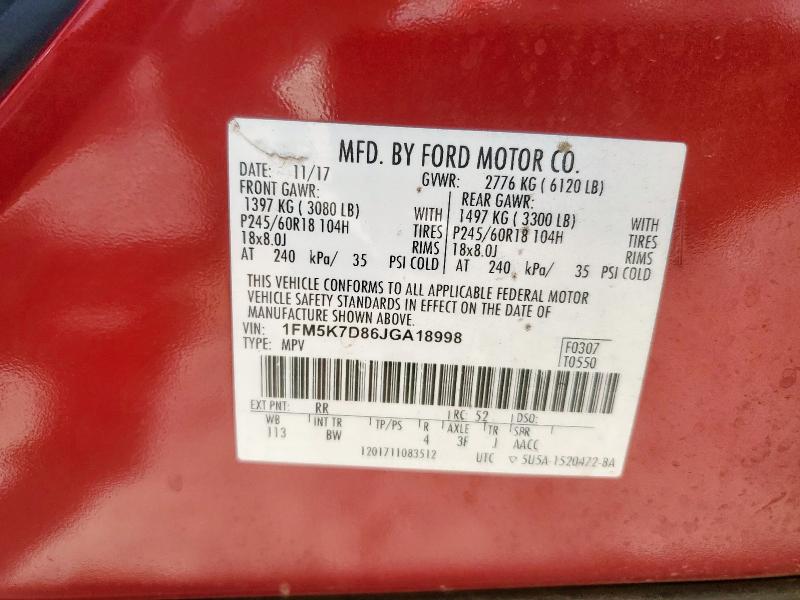 MFD. BY FORD MOTOR CO.
DATE: 11/17 GVWR: 2776 KG ( 6120 LB)
FRONT GAWR: REAR GAWR:
1397 KG ( 3080 LB) WITH 1497 KG ( 3300 LB) WITH
P245/60R18 104H TIRES P245/60R18 104H TIRES
18x8.0J RIMS 18x8.0J RIMS
AT 240 kPa/ 35 PSI COLD AT 240 kPa/ 35 PSI COLD
THIS VEHICLE CONFORMS TO ALL APPLICABLE FEDERAL MOTOR
VEHICLE SAFETY STANDARDS IN EFFECT ON THE DATE OF
MANUFACTURE SHOWN ABOVE.
VIN: 1FM5K7D86JGA18998
TYPE: MPV F0307
T0550
EXT PNT: RR RC: 52 DSO:
WB INT TR TP/PS R AXLE TR SPR
113 BW 4 3F J AACC
1201711083512 UTC ▽ 5U5A-1520472-BA